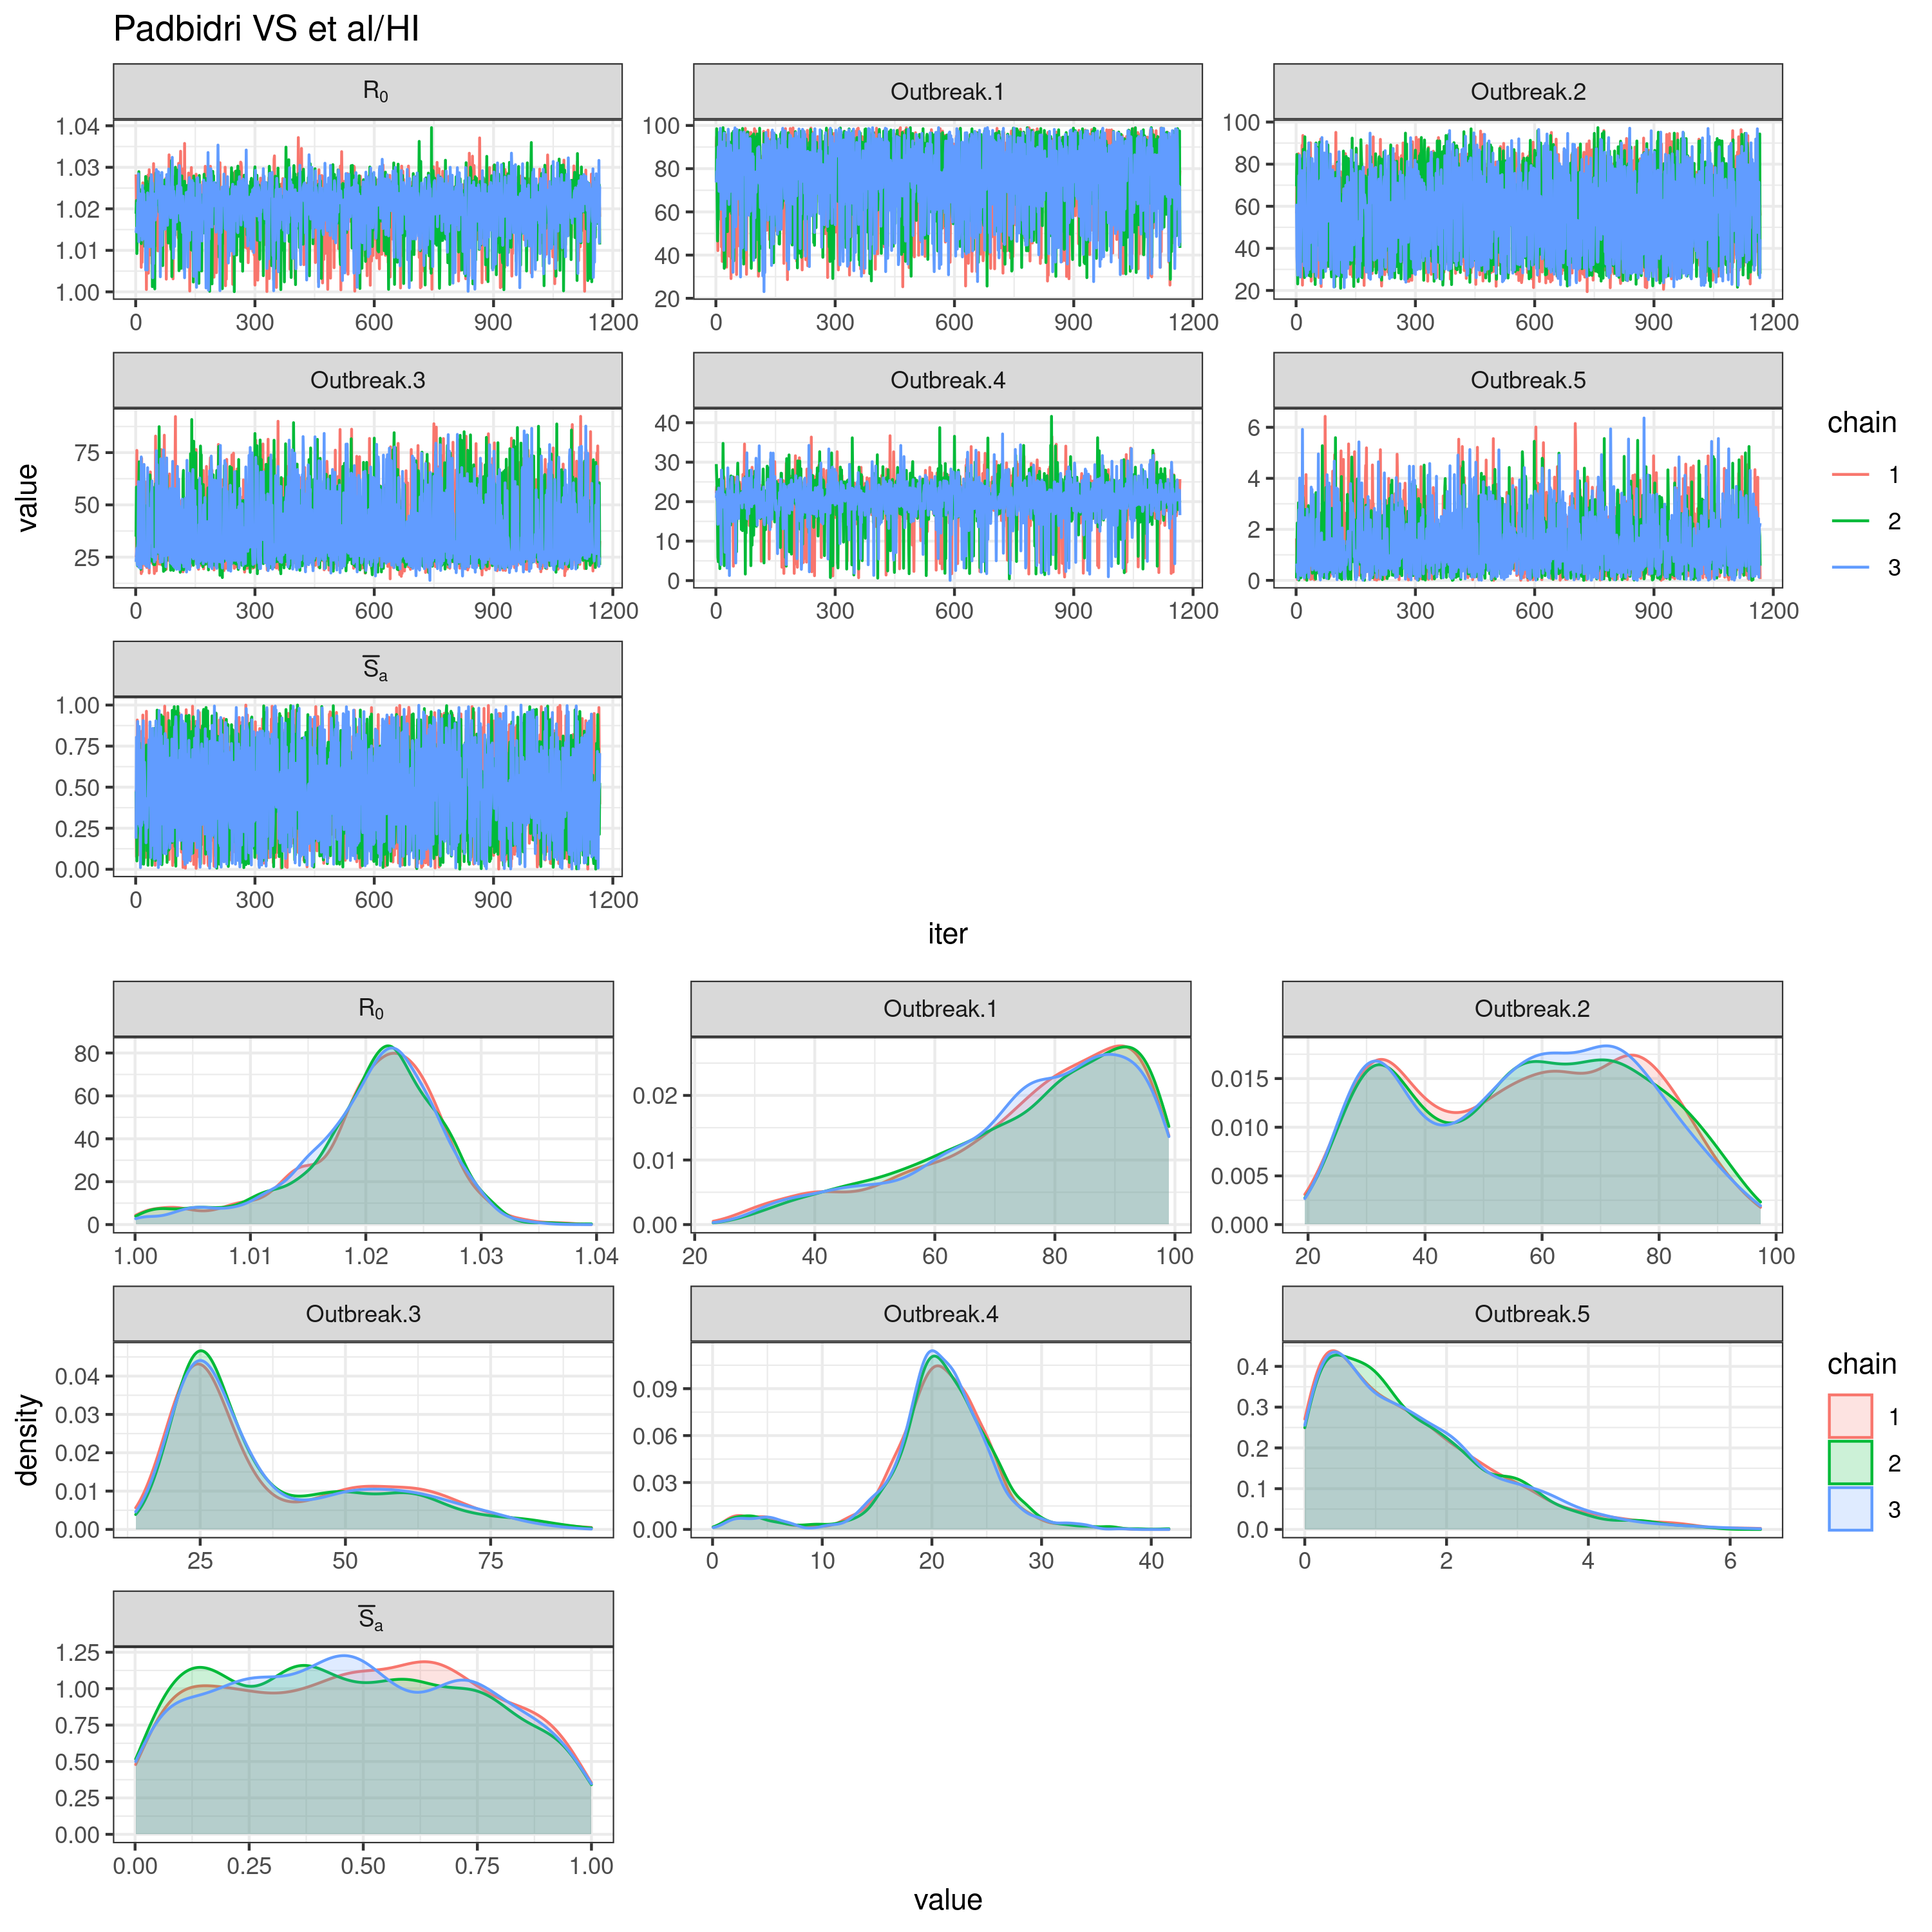 Padbidri VS et al/HI
R0 Outbreak.1 Outbreak.2
1.04 1.03 1.02 1.01 1.00
100 80 60 40 20
100 80 60 40 20
0 300 600 900 1200 0 300 600 900 1200 0 300 600 900 1200
Outbreak.3 Outbreak.4 Outbreak.5
75 50 25
40 30 20 10 0
6 4 2 0
0 300 600 900 1200 0 300 600 900 1200 0 300 600 900 1200
S̅a
1.00 0.75 0.50 0.25 0.00
0 300 600 900 1200
value
iter
chain
1
2
3
R0 Outbreak.1 Outbreak.2
80 60 40 20 0
0.02 0.01 0.00
0.015 0.010 0.005 0.000
1.00 1.01 1.02 1.03 1.04 20 40 60 80 100 20 40 60 80 100
Outbreak.3 Outbreak.4 Outbreak.5
0.04 0.03 0.02 0.01 0.00
0.09 0.06 0.03 0.00
0.4 0.3 0.2 0.1 0.0
25 50 75 0 10 20 30 40 0 2 4 6
S̅a
1.25 1.00 0.75 0.50 0.25 0.00
0.00 0.25 0.50 0.75 1.00
density
value
chain
1
2
3